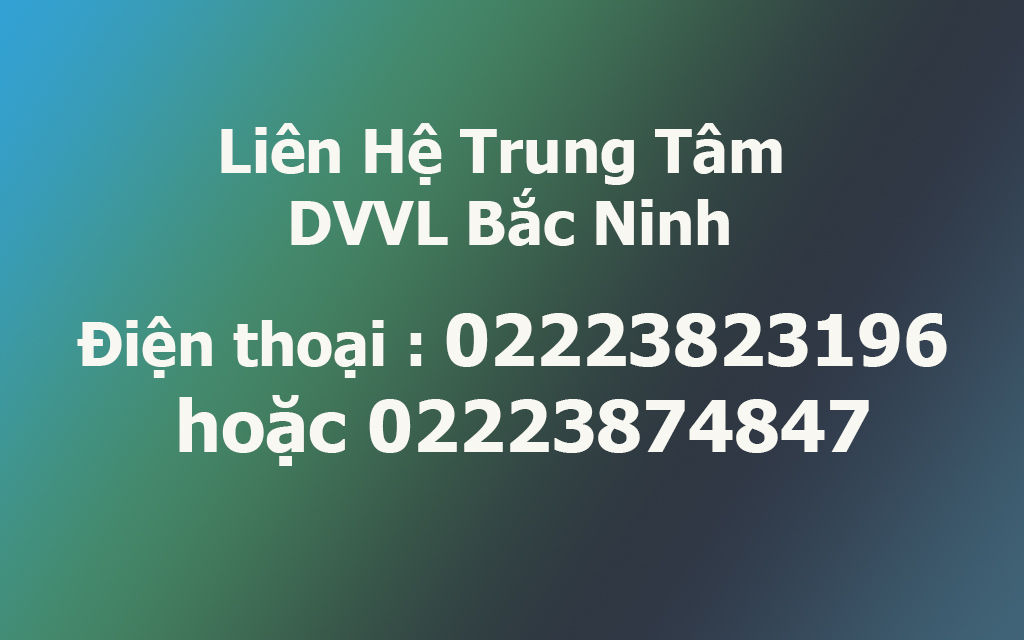 Liên Hệ Trung Tâm
DVVL Bắc Ninh
Điện thoại : 02223823196
hoặc 02223874847